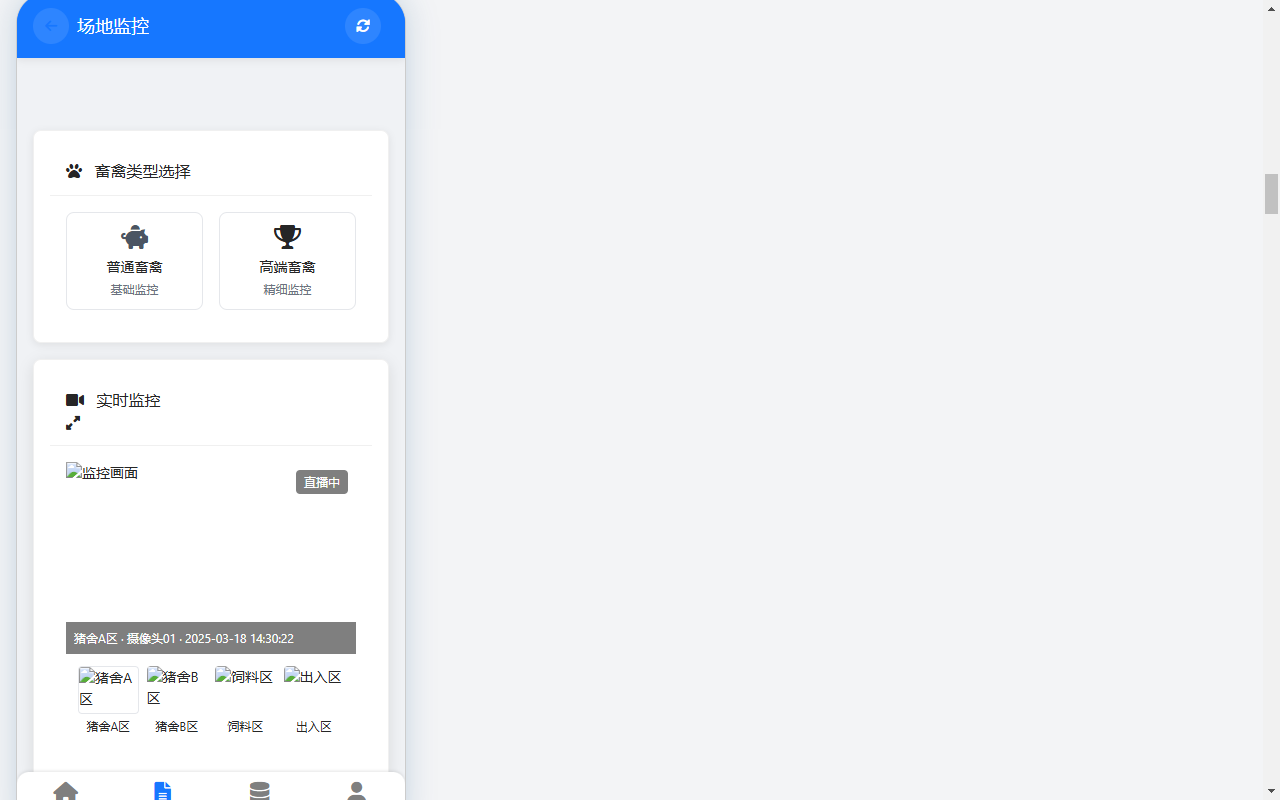 场地监控
畜禽类型选择
普通畜禽
基础监控
高端畜禽
精细监控
实时监控
监控画面
直播中
猪舍A区 · 摄像头01 · 2025-03-18 14:30:22
猪舍A
区
猪舍B
区
饲料区
出入区
猪舍A区
猪舍B区
饲料区
出入区